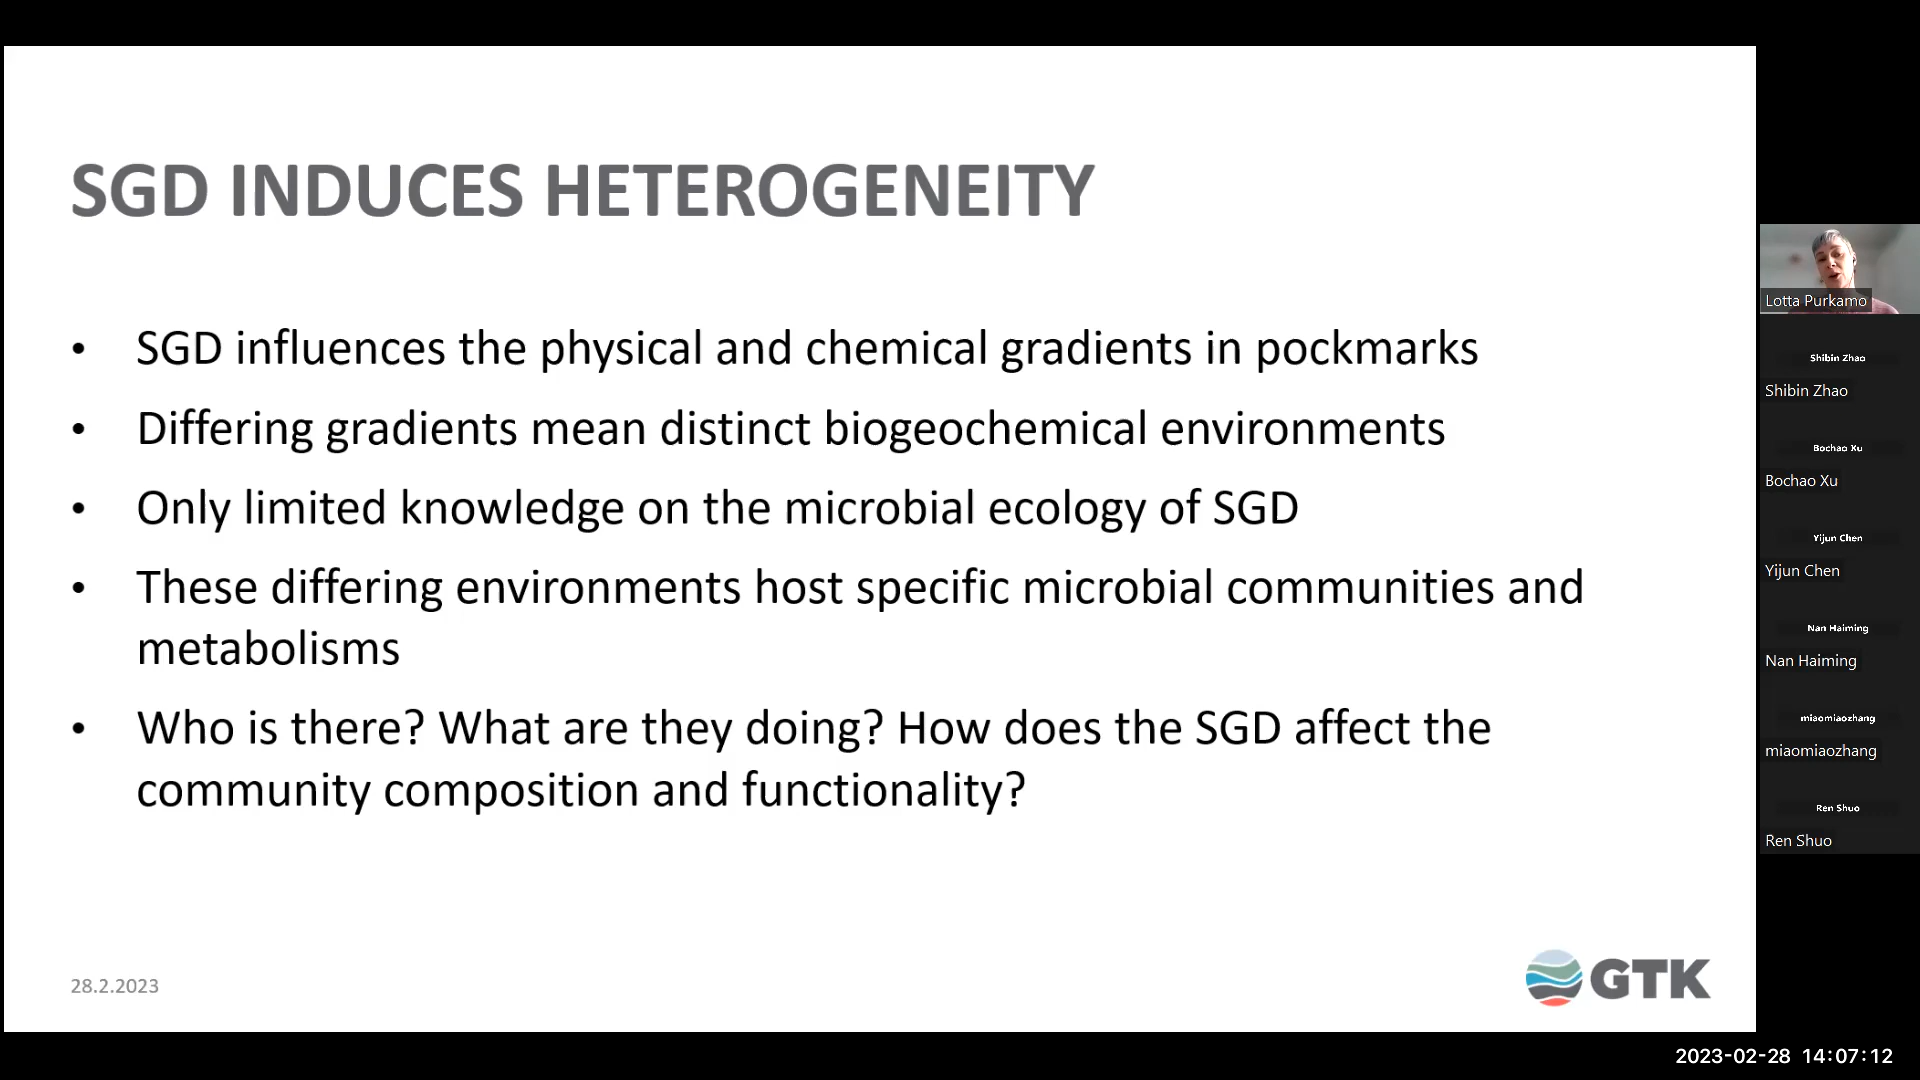 SGD INDUCES HETEROGENEITY
• SGD influences the physical and chemical gradients in pockmarks
• Differing gradients mean distinct biogeochemical environments
• Only limited knowledge on the microbial ecology of SGD
• These differing environments host specific microbial communities and
metabolisms
• Who is there? What are they doing? How does the SGD affect the
community composition and functionality?
28.2.2023
GTK
Lotta Purkamo
Shibin Zhao
Shibin Zhao
Bochao Xu
Bochao Xu
Yijun Chen
Yijun Chen
Nan Haiming
Nan Haiming
miaomiaozhang
miaomiaozhang
Ren Shuo
Ren Shuo
2023-02-28 14:07:12